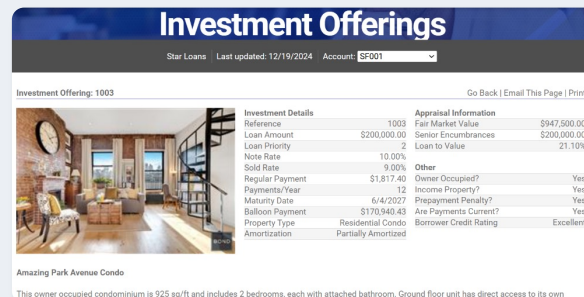 Investment Offerings
Star Loans | Last updated: 12/19/2024 | Account: SF001
Investment Offering: 1003 Go Back | Email This Page | Print
Investment Details
Reference 1003
Loan Amount $200,000.00
Loan Priority 2
Note Rate 10.00%
Sold Rate 9.00%
Regular Payment $1,817.40
Payments/Year 12
Maturity Date 6/4/2027
Balloon Payment $170,940.43
Property Type Residential Condo
Amortization Partially Amortized
Appraisal Information
Fair Market Value $947,500.00
Senior Encumbrances $200,000.00
Loan to Value 21.10%
Other
Owner Occupied? Yes
Income Property? Yes
Prepayment Penalty? Yes
Are Payments Current? Yes
Borrower Credit Rating Excellent
BOND
Amazing Park Avenue Condo
This owner occupied condominium is 925 sq/ft and includes 2 bedrooms, each with attached bathroom. Ground floor unit has direct access to its own